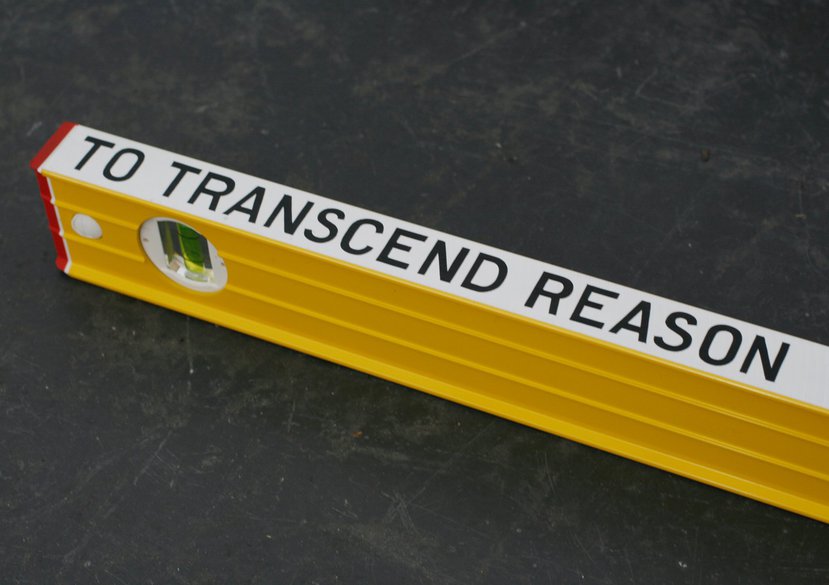 TO TRANSCEND REASON